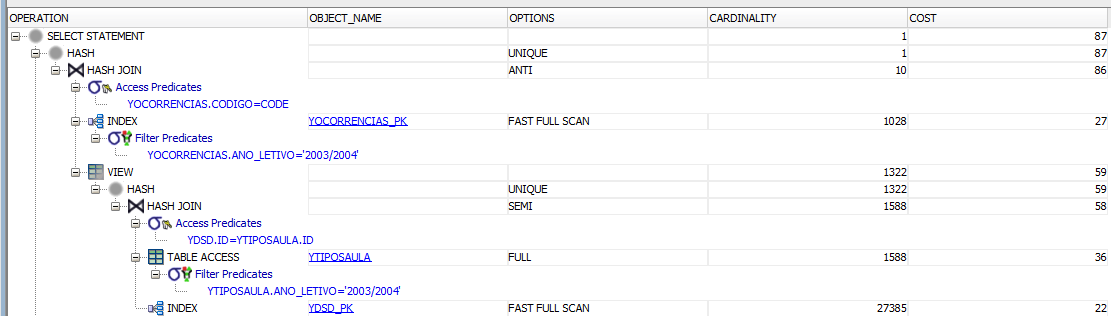 OPERATION OBJECT_NAME OPTIONS CARDINALITY COST
SELECT STATEMENT 1 87
HASH UNIQUE 1 87
HASH JOIN ANTI 10 86
Access Predicates
YOCORRENCIAS.CODIGO=CODE
INDEX YOCORRENCIAS_PK FAST FULL SCAN 1028 27
Filter Predicates
YOCORRENCIAS.ANO_LETIVO='2003/2004'
VIEW 1322 59
HASH UNIQUE 1322 59
HASH JOIN SEMI 1588 58
Access Predicates
YDSD.ID=YTIPOSAULA.ID
TABLE ACCESS YTIPOSAULA FULL 1588 36
Filter Predicates
YTIPOSAULA.ANO_LETIVO='2003/2004'
INDEX YDSD_PK FAST FULL SCAN 27385 22